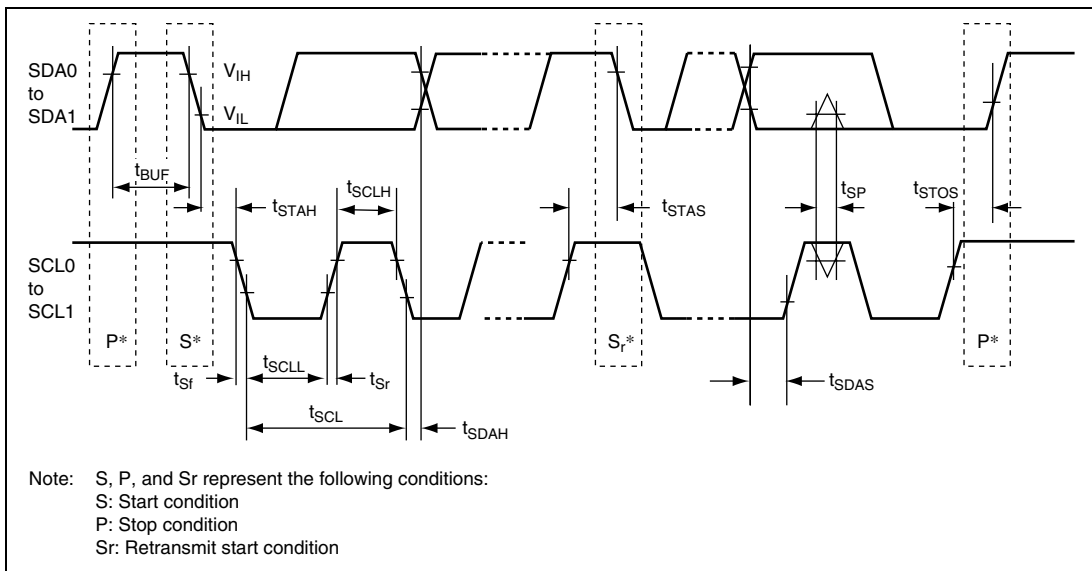 SDA0
to
SDA1
V_IH
V_IL
t_BUF
t_STAH
t_SCLH
t_STAS
t_SP
t_STOS
SCL0
to
SCL1
P*
S*
S_r*
P*
t_Sf
t_SCLL
t_Sr
t_SDAS
t_SCL
t_SDAH
Note: S, P, and Sr represent the following conditions:
S: Start condition
P: Stop condition
Sr: Retransmit start condition